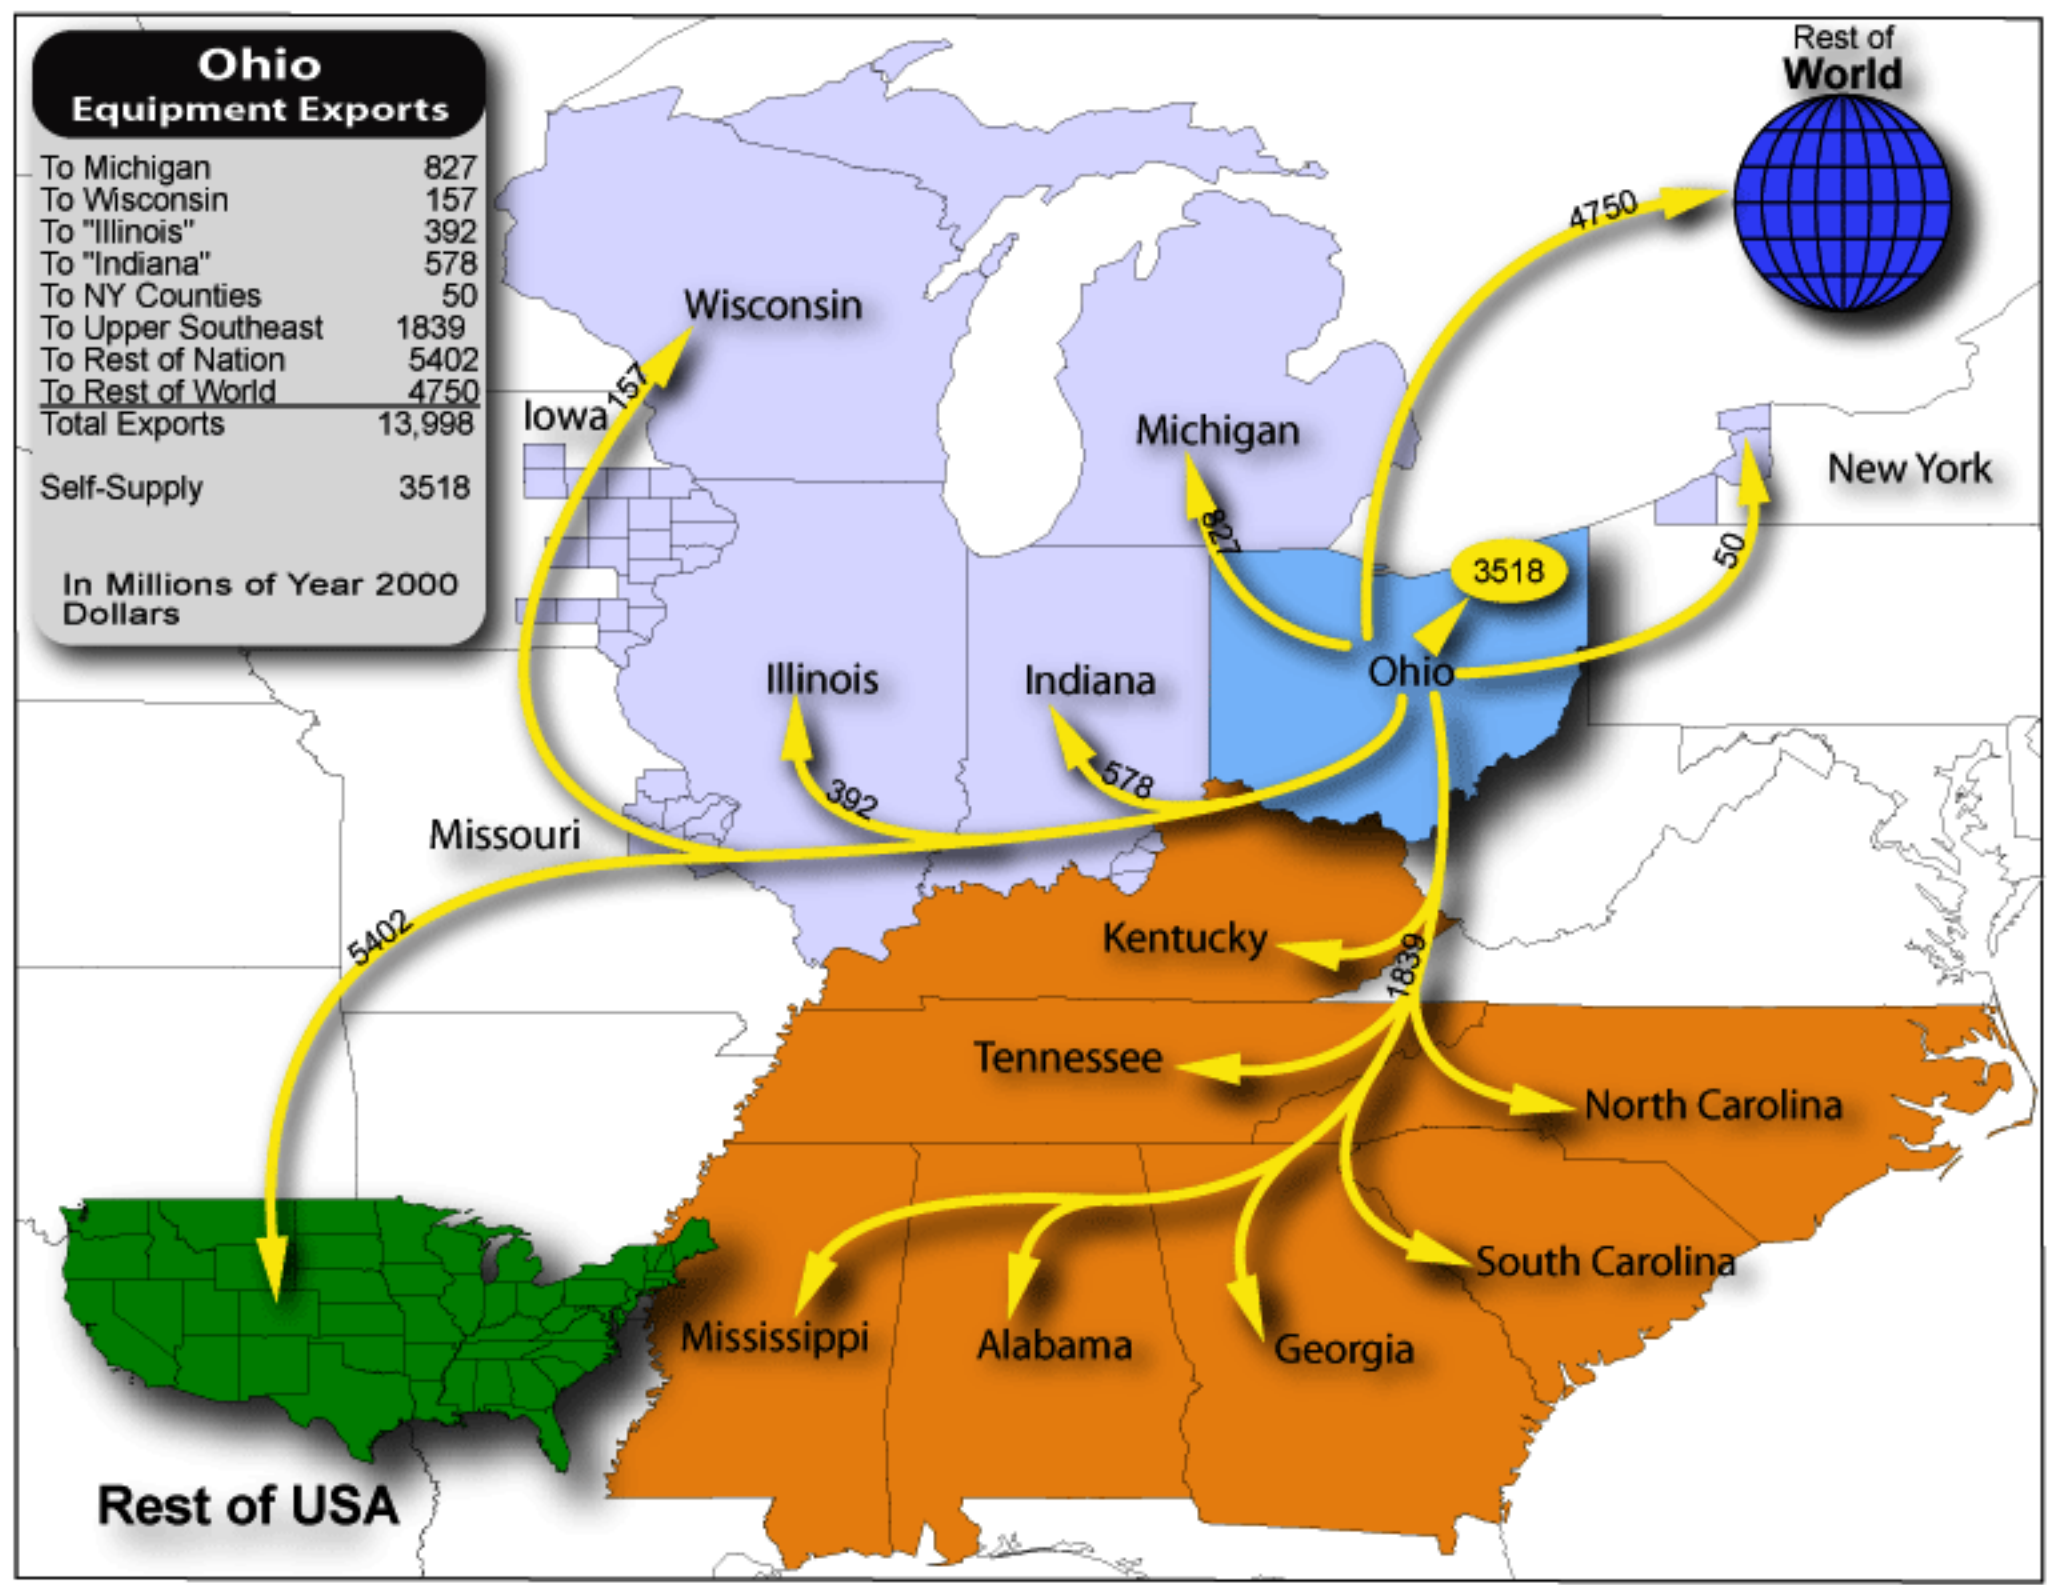 Ohio
Equipment Exports
To Michigan 827
To Wisconsin 157
To "Illinois" 392
To "Indiana" 578
To NY Counties 50
To Upper Southeast 1839
To Rest of Nation 5402
To Rest of World 4750
Total Exports 13,998
Self-Supply 3518
In Millions of Year 2000
Dollars
Rest of
World
4750
Wisconsin
157
Iowa
Michigan
827
New York
50
3518
Ohio
Illinois
392
Indiana
578
Missouri
5402
Kentucky
1839
Tennessee
North Carolina
South Carolina
Mississippi
Alabama
Georgia
Rest of USA